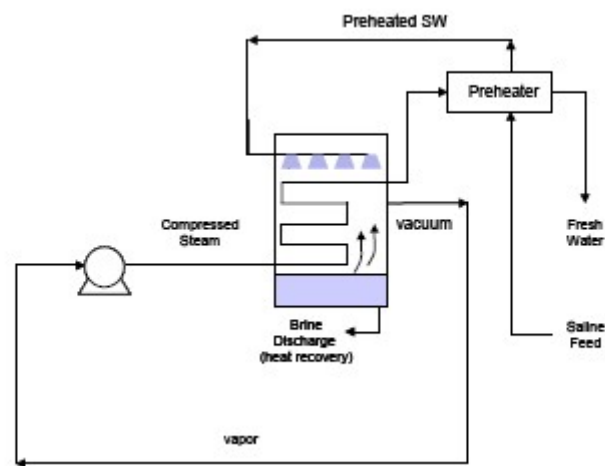 Preheated SW
Preheater
Compressed
Steam
vacuum
Fresh
Water
Brine
Discharge
(heat recovery)
Saline
Feed
vapor